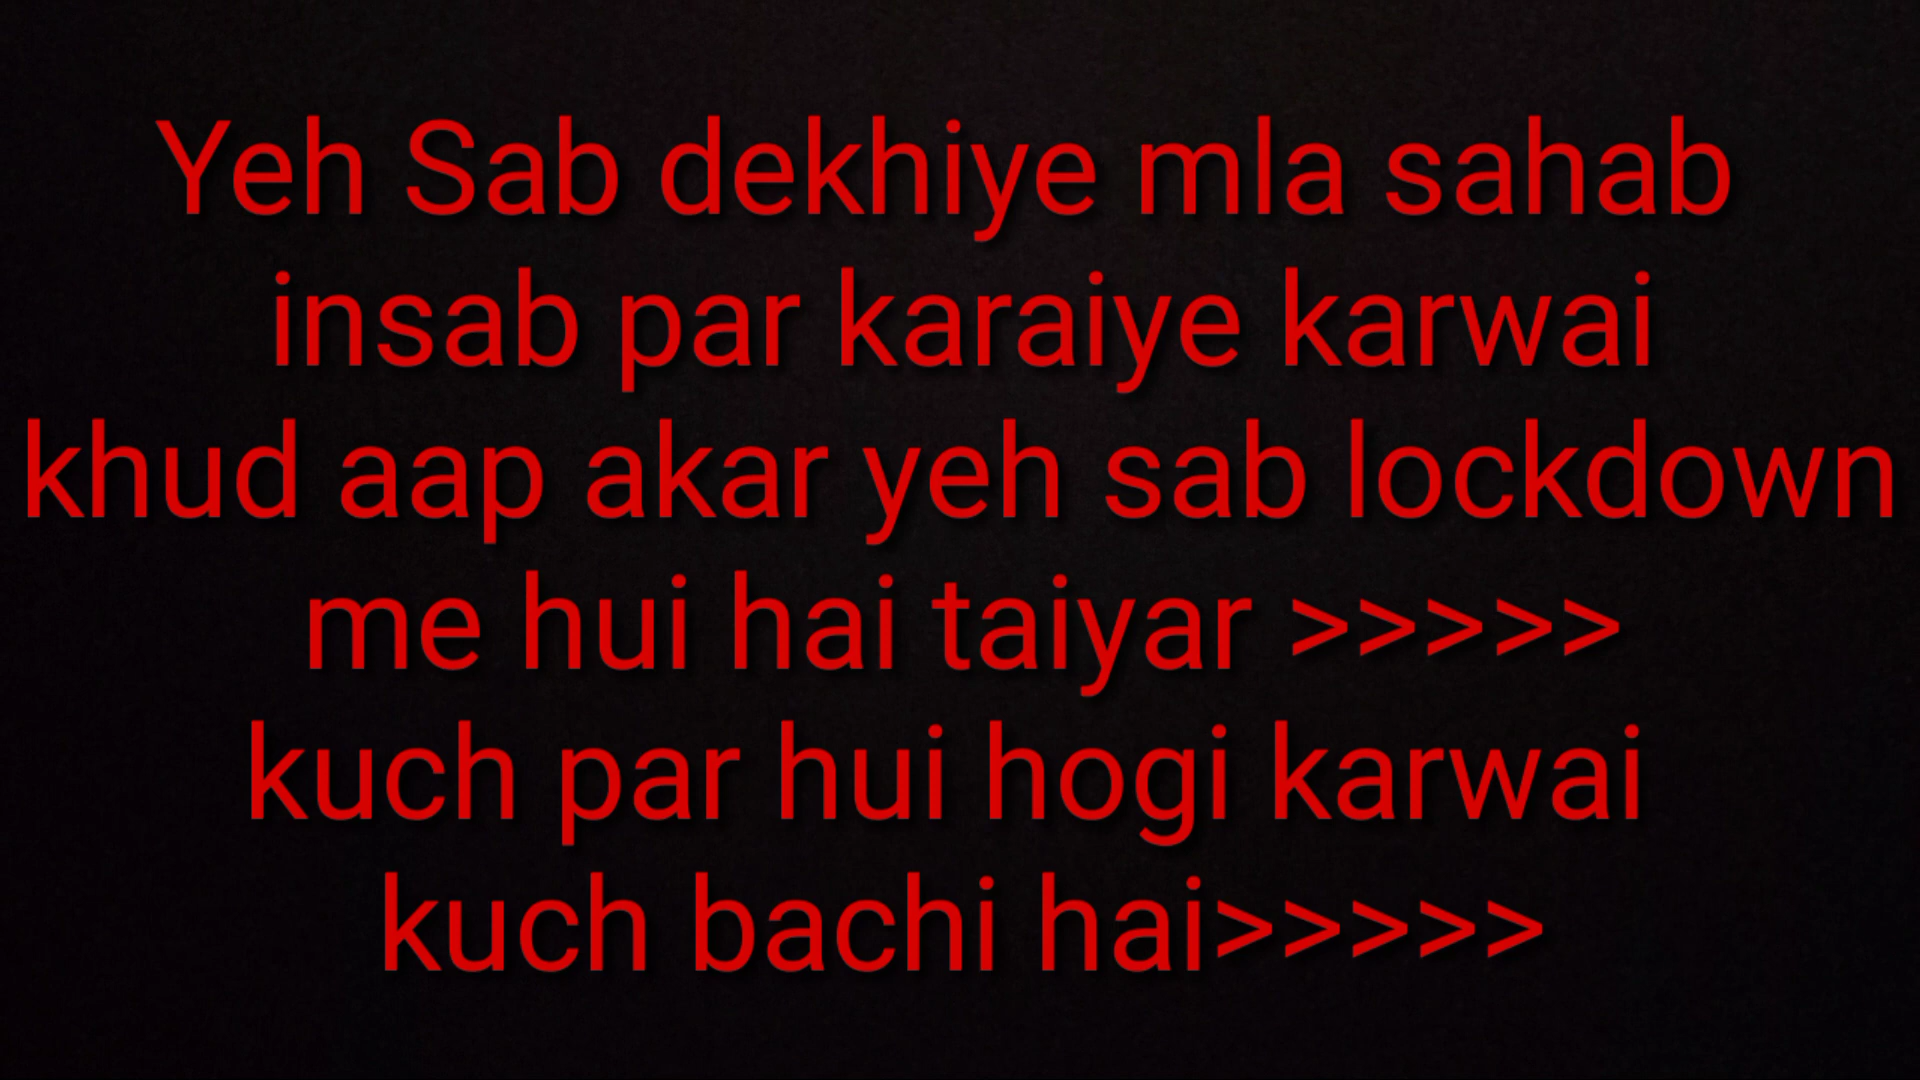 Yeh Sab dekhiye mla sahab
insab par karaiye karwai
khud aap akar yeh sab lockdown
me hui hai taiyar >>>>>
kuch par hui hogi karwai
kuch bachi hai>>>>>